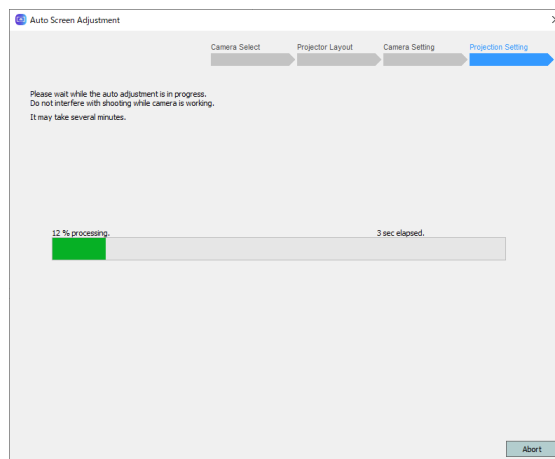 Auto Screen Adjustment
Camera Select
Projector Layout
Camera Setting
Projection Setting
Please wait while the auto adjustment is in progress.
Do not interfere with shooting while camera is working.
It may take several minutes.
12 % processing.
3 sec elapsed.
Abort